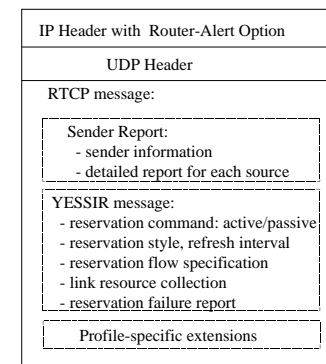 IP Header with Router-Alert Option
UDP Header
RTCP message:
Sender Report:
- sender information
- detailed report for each source
YESSIR message:
- reservation command: active/passive
- reservation style, refresh interval
- reservation flow specification
- link resource collection
- reservation failure report
Profile-specific extensions